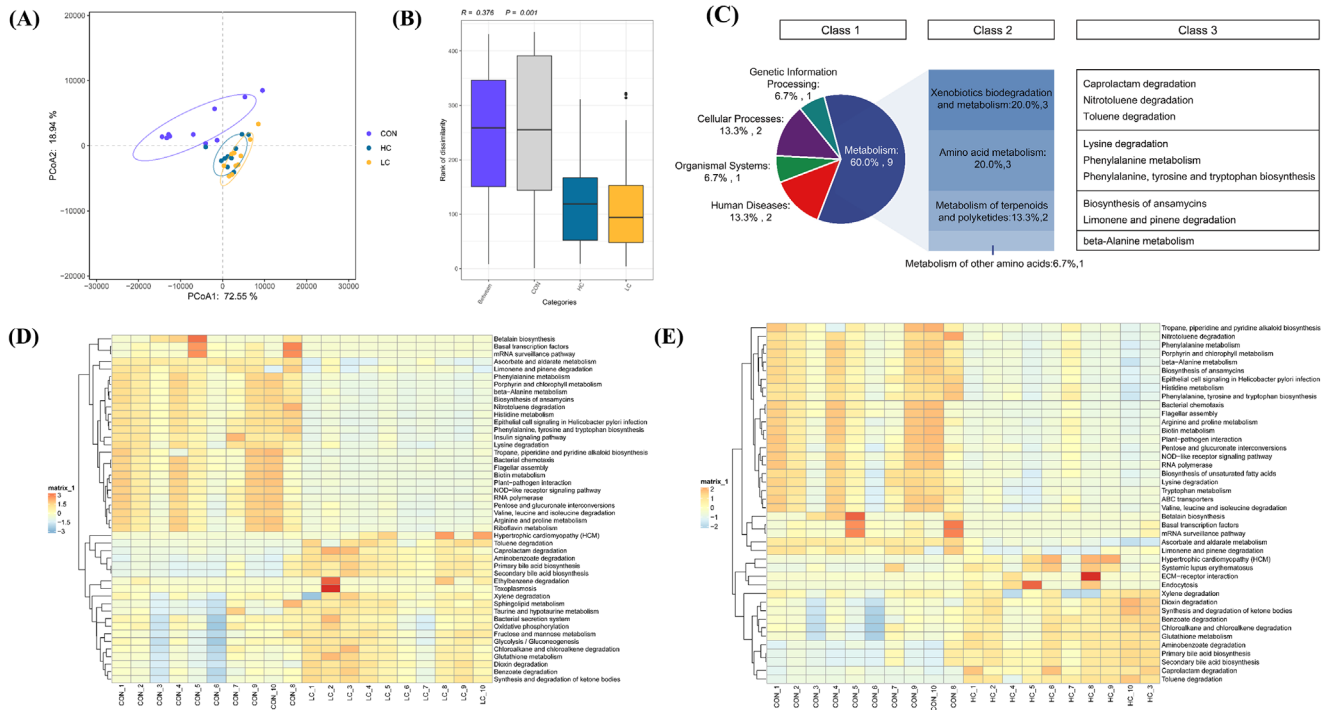 (A)
20000
10000
0
−10000
−20000
PCoA2: 18.94 %
−30000 −20000 −10000 0 10000 20000 30000
PCoA1: 72.55 %
CON
HC
LC
(B)
R = 0.376 P = 0.001
400
300
200
100
0
Rank of dissimilarity
Between CON HC LC
Categories
(C)
Class 1 Class 2 Class 3
Genetic Information
Processing:
6.7% , 1
Cellular Processes:
13.3% , 2
Organismal Systems:
6.7% , 1
Human Diseases:
13.3% , 2
Metabolism:
60.0% , 9
Xenobiotics biodegradation
and metabolism:20.0%,3
Amino acid metabolism:
20.0%,3
Metabolism of terpenoids
and polyketides:13.3%,2
Metabolism of other amino acids:6.7%,1
Caprolactam degradation
Nitrotoluene degradation
Toluene degradation
Lysine degradation
Phenylalanine metabolism
Phenylalanine, tyrosine and tryptophan biosynthesis
Biosynthesis of ansamycins
Limonene and pinene degradation
beta-Alanine metabolism
(D)
matrix_1
3
1.5
0
−1.5
−3
Betalain biosynthesis
Basal transcription factors
mRNA surveillance pathway
Ascorbate and aldarate metabolism
Limonene and pinene degradation
Phenylalanine metabolism
Porphyrin and chlorophyll metabolism
beta−Alanine metabolism
Biosynthesis of ansamycins
Nitrotoluene degradation
Histidine metabolism
Epithelial cell signaling in Helicobacter pylori infection
Phenylalanine, tyrosine and tryptophan biosynthesis
Insulin signaling pathway
Lysine degradation
Tropane, piperidine and pyridine alkaloid biosynthesis
Bacterial chemotaxis
Flagellar assembly
Biotin metabolism
Plant−pathogen interaction
NOD−like receptor signaling pathway
RNA polymerase
Pentose and glucuronate interconversions
Valine, leucine and isoleucine degradation
Arginine and proline metabolism
Riboflavin metabolism
Hypertrophic cardiomyopathy (HCM)
Toluene degradation
Caprolactam degradation
Aminobenzoate degradation
Primary bile acid biosynthesis
Secondary bile acid biosynthesis
Ethylbenzene degradation
Toxoplasmosis
Xylene degradation
Sphingolipid metabolism
Taurine and hypotaurine metabolism
Bacterial secretion system
Oxidative phosphorylation
Fructose and mannose metabolism
Glycolysis / Gluconeogenesis
Chloroalkane and chloroalkene degradation
Glutathione metabolism
Dioxin degradation
Benzoate degradation
Synthesis and degradation of ketone bodies
CON_1 CON_2 CON_3 CON_4 CON_5 CON_6 CON_7 CON_9 CON_10 CON_8 LC_1 LC_2 LC_3 LC_4 LC_5 LC_6 LC_7 LC_8 LC_9 LC_10
(E)
matrix_1
2
1
0
−1
−2
Tropane, piperidine and pyridine alkaloid biosynthesis
Nitrotoluene degradation
Phenylalanine metabolism
Porphyrin and chlorophyll metabolism
beta−Alanine metabolism
Biosynthesis of ansamycins
Epithelial cell signaling in Helicobacter pylori infection
Histidine metabolism
Phenylalanine, tyrosine and tryptophan biosynthesis
Bacterial chemotaxis
Flagellar assembly
Arginine and proline metabolism
Biotin metabolism
Plant−pathogen interaction
Pentose and glucuronate interconversions
NOD−like receptor signaling pathway
RNA polymerase
Biosynthesis of unsaturated fatty acids
Lysine degradation
Tryptophan metabolism
ABC transporters
Valine, leucine and isoleucine degradation
Betalain biosynthesis
Basal transcription factors
mRNA surveillance pathway
Ascorbate and aldarate metabolism
Limonene and pinene degradation
Hypertrophic cardiomyopathy (HCM)
Systemic lupus erythematosus
ECM−receptor interaction
Endocytosis
Xylene degradation
Dioxin degradation
Synthesis and degradation of ketone bodies
Benzoate degradation
Chloroalkane and chloroalkene degradation
Glutathione metabolism
Aminobenzoate degradation
Primary bile acid biosynthesis
Secondary bile acid biosynthesis
Caprolactam degradation
Toluene degradation
CON_1 CON_2 CON_3 CON_4 CON_5 CON_6 CON_7 CON_9 CON_10 CON_8 HC_1 HC_2 HC_4 HC_5 HC_6 HC_7 HC_8 HC_9 HC_10 HC_3